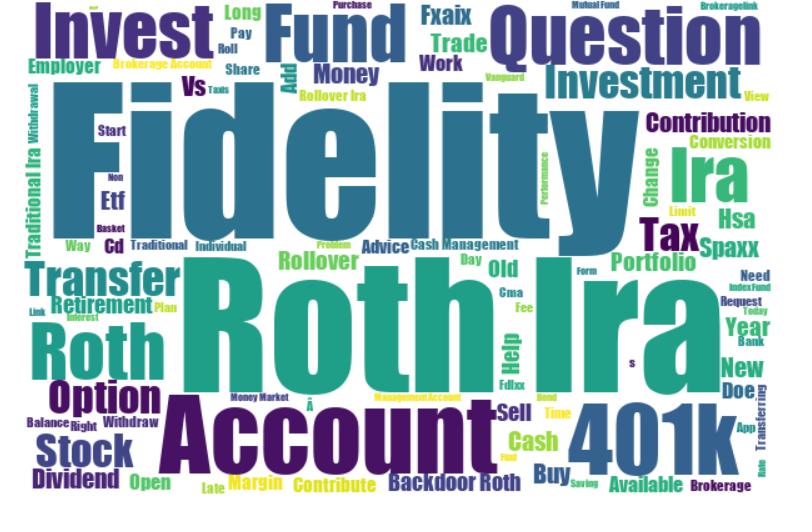 Purchase
Mutual Fund
Brokeragelink
Long
Fxaix
Invest
Fund
Question
Pay
Trade
Roll
Employer
Brokerage Account
Share
Add
Money
Work
Vanguard
Investment
Vs
Taxis
Rollover Ira
View
Withdrawal
Fidelity
Start
Contribution
Conversion
Traditional Ira
Non
Performance
Change
Ira
Etf
Limit
Hsa
Basket
Tax
Way
Cd
Traditional
Individual
Problem
Advice
Cash Management
Spaxx
Rollover
Day
Old
Form
Portfolio
Transfer
Roth Ira
Need
Index Fund
Retirement
Plan
Cma
Fee
Request
Link
Interest
Today
Year
Bank
Roth
Help
s
New
Fdlxx
Doe
Option
Money Market
Management Account
Bond
Â
Account
Sell
Time
401k
Transferring
Balance
Right
Withdraw
App
Stock
Cash
Find
Rate
Dividend
Open
Late
Margin
Contribute
Backdoor Roth
Buy
Saving
Available
Brokerage